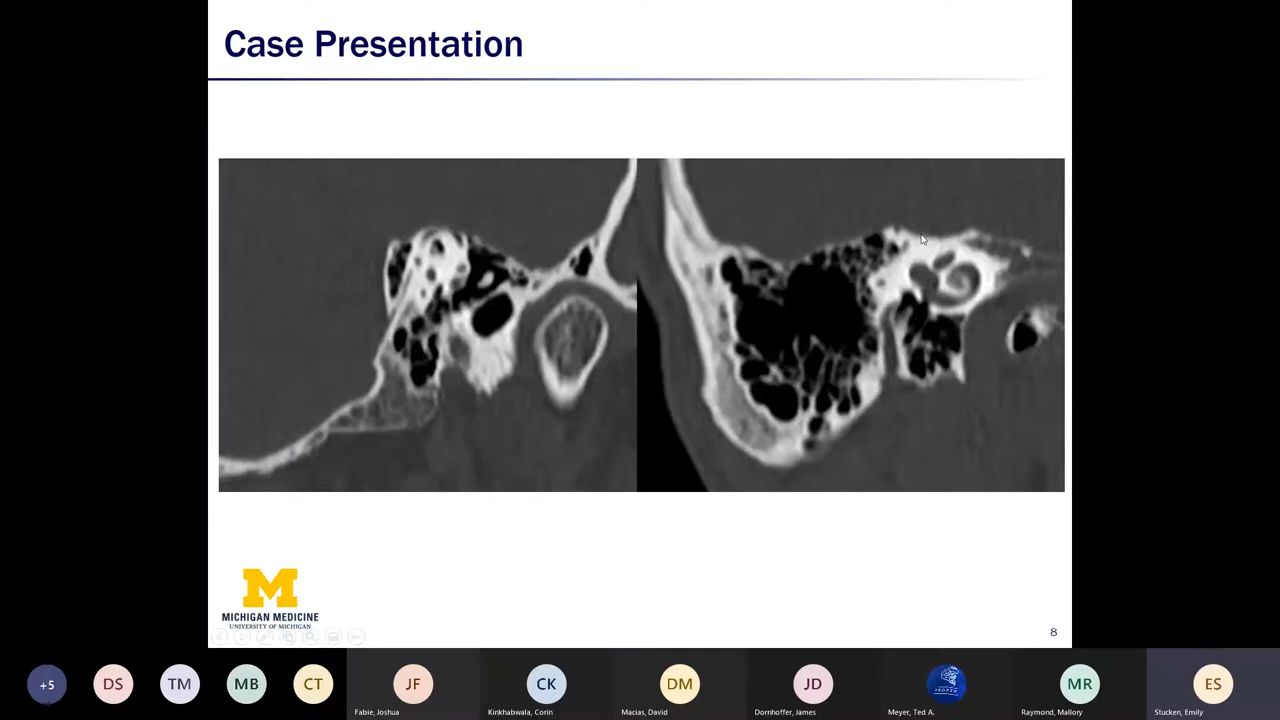 Case Presentation
M
MICHIGAN MEDICINE
UNIVERSITY OF MICHIGAN
8
+5
DS
TM
MB
CT
JF
Fabie, Joshua
CK
Kinkhabwala, Corin
DM
Macias, David
JD
Dornhoffer, James
PROPEM
Meyer, Ted A.
MR
Raymond, Mallory
ES
Stucken, Emily